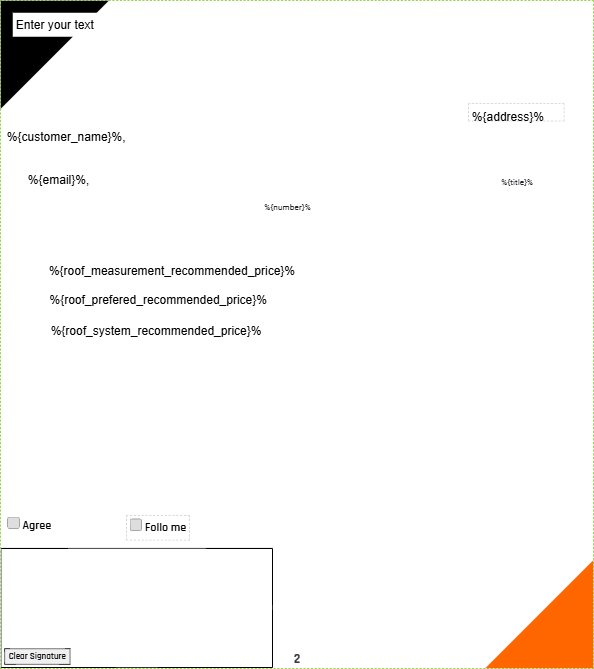 Enter your text
%{address}%
%{customer_name}%,
%{email}%,
%{title}%
%{number}%
%{roof_measurement_recommended_price}%
%{roof_prefered_recommended_price}%
%{roof_system_recommended_price}%
Agree
Follo me
Clear Signature
2